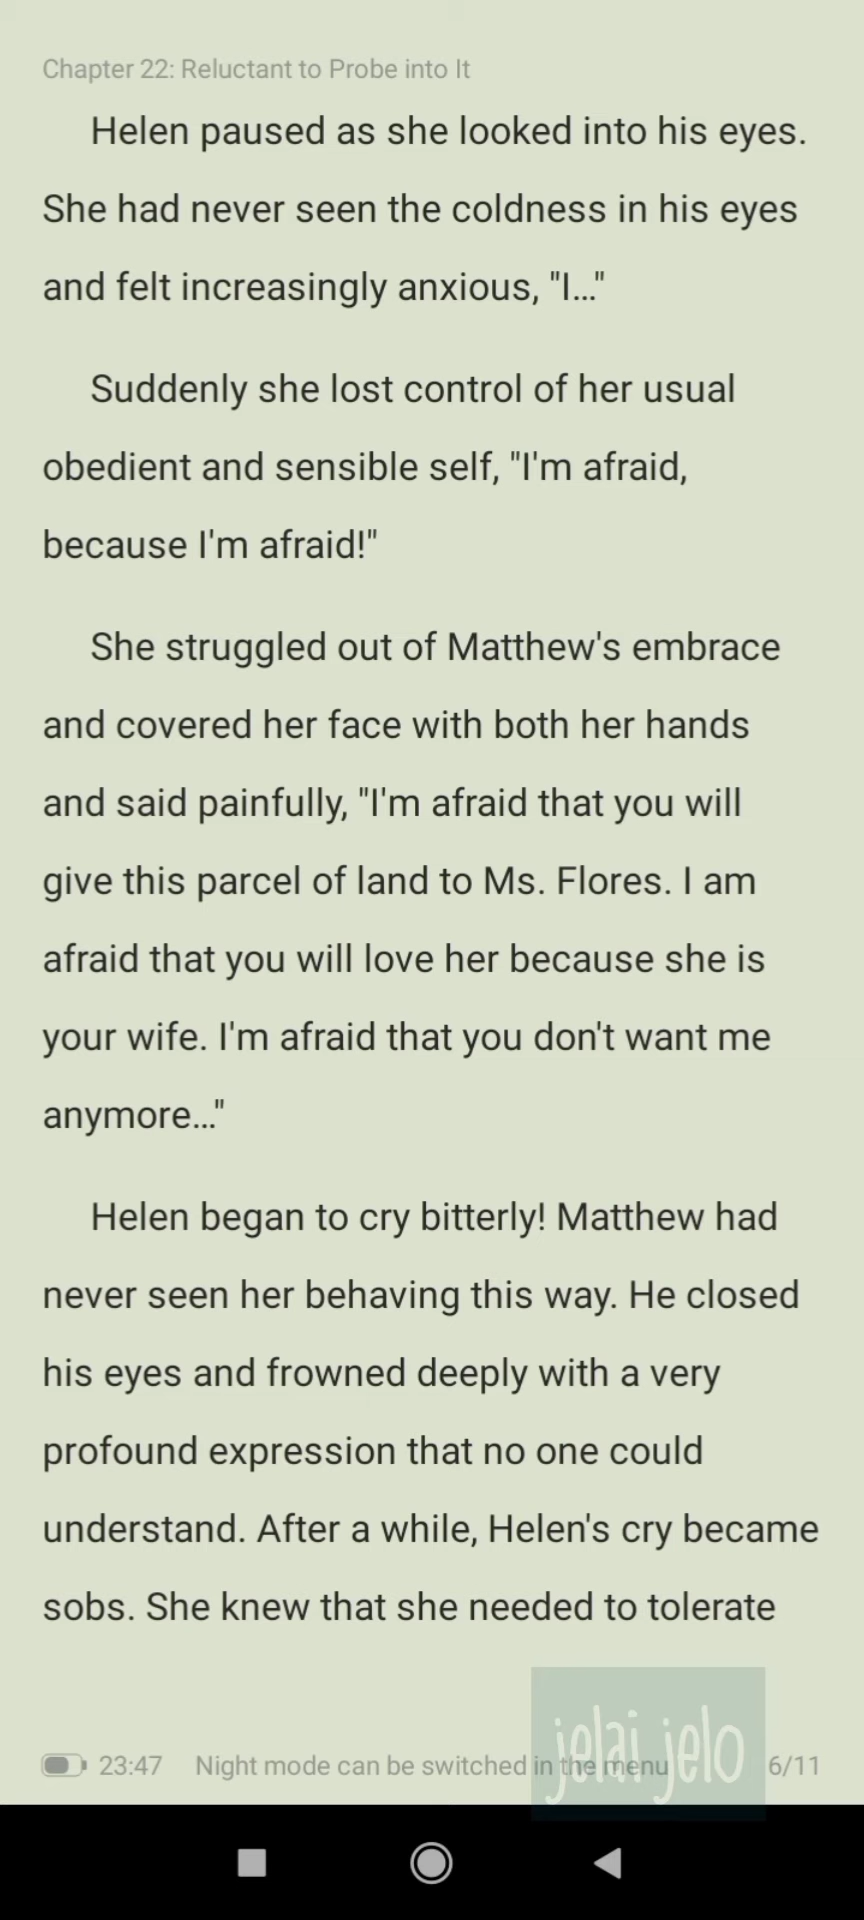 Chapter 22: Reluctant to Probe into It
Helen paused as she looked into his eyes.
She had never seen the coldness in his eyes
and felt increasingly anxious, "I..."
Suddenly she lost control of her usual
obedient and sensible self, "I'm afraid,
because I'm afraid!"
She struggled out of Matthew's embrace
and covered her face with both her hands
and said painfully, "I'm afraid that you will
give this parcel of land to Ms. Flores. I am
afraid that you will love her because she is
your wife. I'm afraid that you don't want me
anymore..."
Helen began to cry bitterly! Matthew had
never seen her behaving this way. He closed
his eyes and frowned deeply with a very
profound expression that no one could
understand. After a while, Helen's cry became
sobs. She knew that she needed to tolerate
jelai jelo
23:47 Night mode can be switched in the menu 6/11